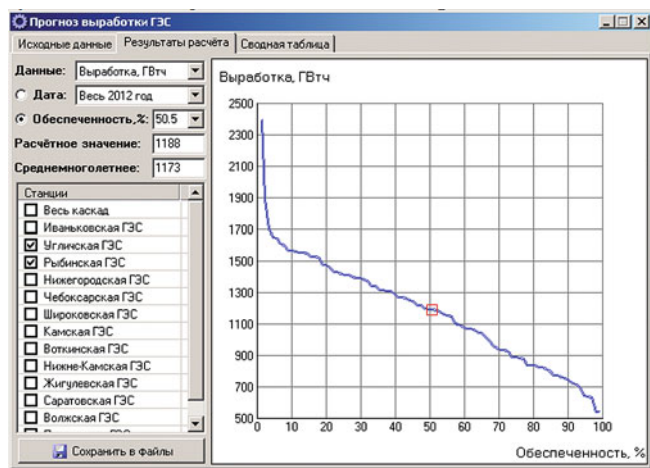 Прогноз выработки ГЭС
Исходные данные Результаты расчёта Сводная таблица
Данные: Выработка, ГВтч
Дата: Весь 2012 год
Обеспеченность,%: 50.5
Расчётное значение: 1188
Среднемноголетнее: 1173
Станции
Весь каскад
Иваньковская ГЭС
Угличская ГЭС
Рыбинская ГЭС
Нижегородская ГЭС
Чебоксарская ГЭС
Широковская ГЭС
Камская ГЭС
Воткинская ГЭС
Нижне-Камская ГЭС
Жигулевская ГЭС
Саратовская ГЭС
Волжская ГЭС
Сохранить в файлы
Выработка, ГВтч
2500
2300
2100
1900
1700
1500
1300
1100
900
700
500
0 10 20 30 40 50 60 70 80 90 100
Обеспеченность, %